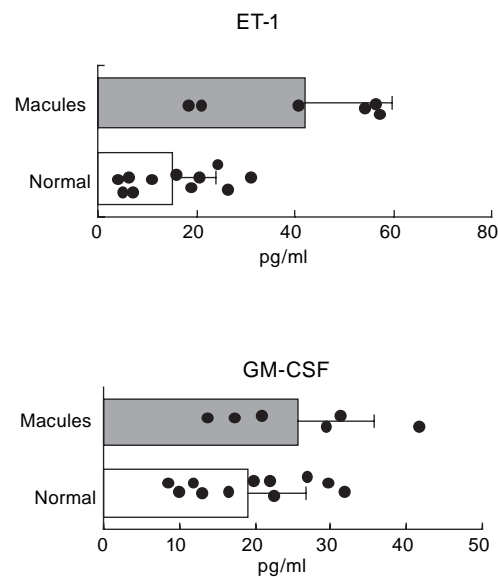 ET-1
Macules
Normal
0 20 40 60 80
pg/ml
GM-CSF
Macules
Normal
0 10 20 30 40 50
pg/ml